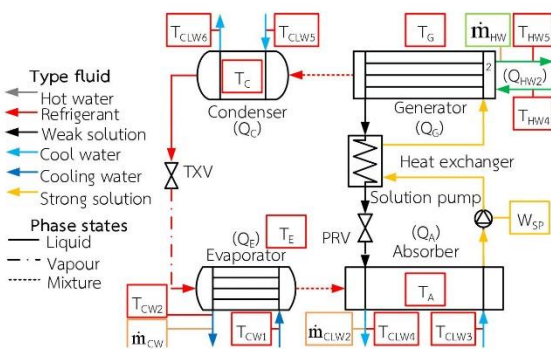 T_CLW6
T_CLW5
T_G
ṁ_HW
T_HW5
Type fluid
Hot water
Refrigerant
Weak solution
Cool water
Cooling water
Strong solution
Phase states
Liquid
Vapour
Mixture
T_C
Condenser
(Q_C)
2
Generator
(Q_G)
(Q_HW2)
T_HW4
TXV
Heat exchanger
Solution pump
W_SP
PRV
(Q_E)
T_E
Evaporator
(Q_A)
Absorber
T_A
T_CW2
ṁ_CW
T_CW1
ṁ_CLW2
T_CLW4
T_CLW3